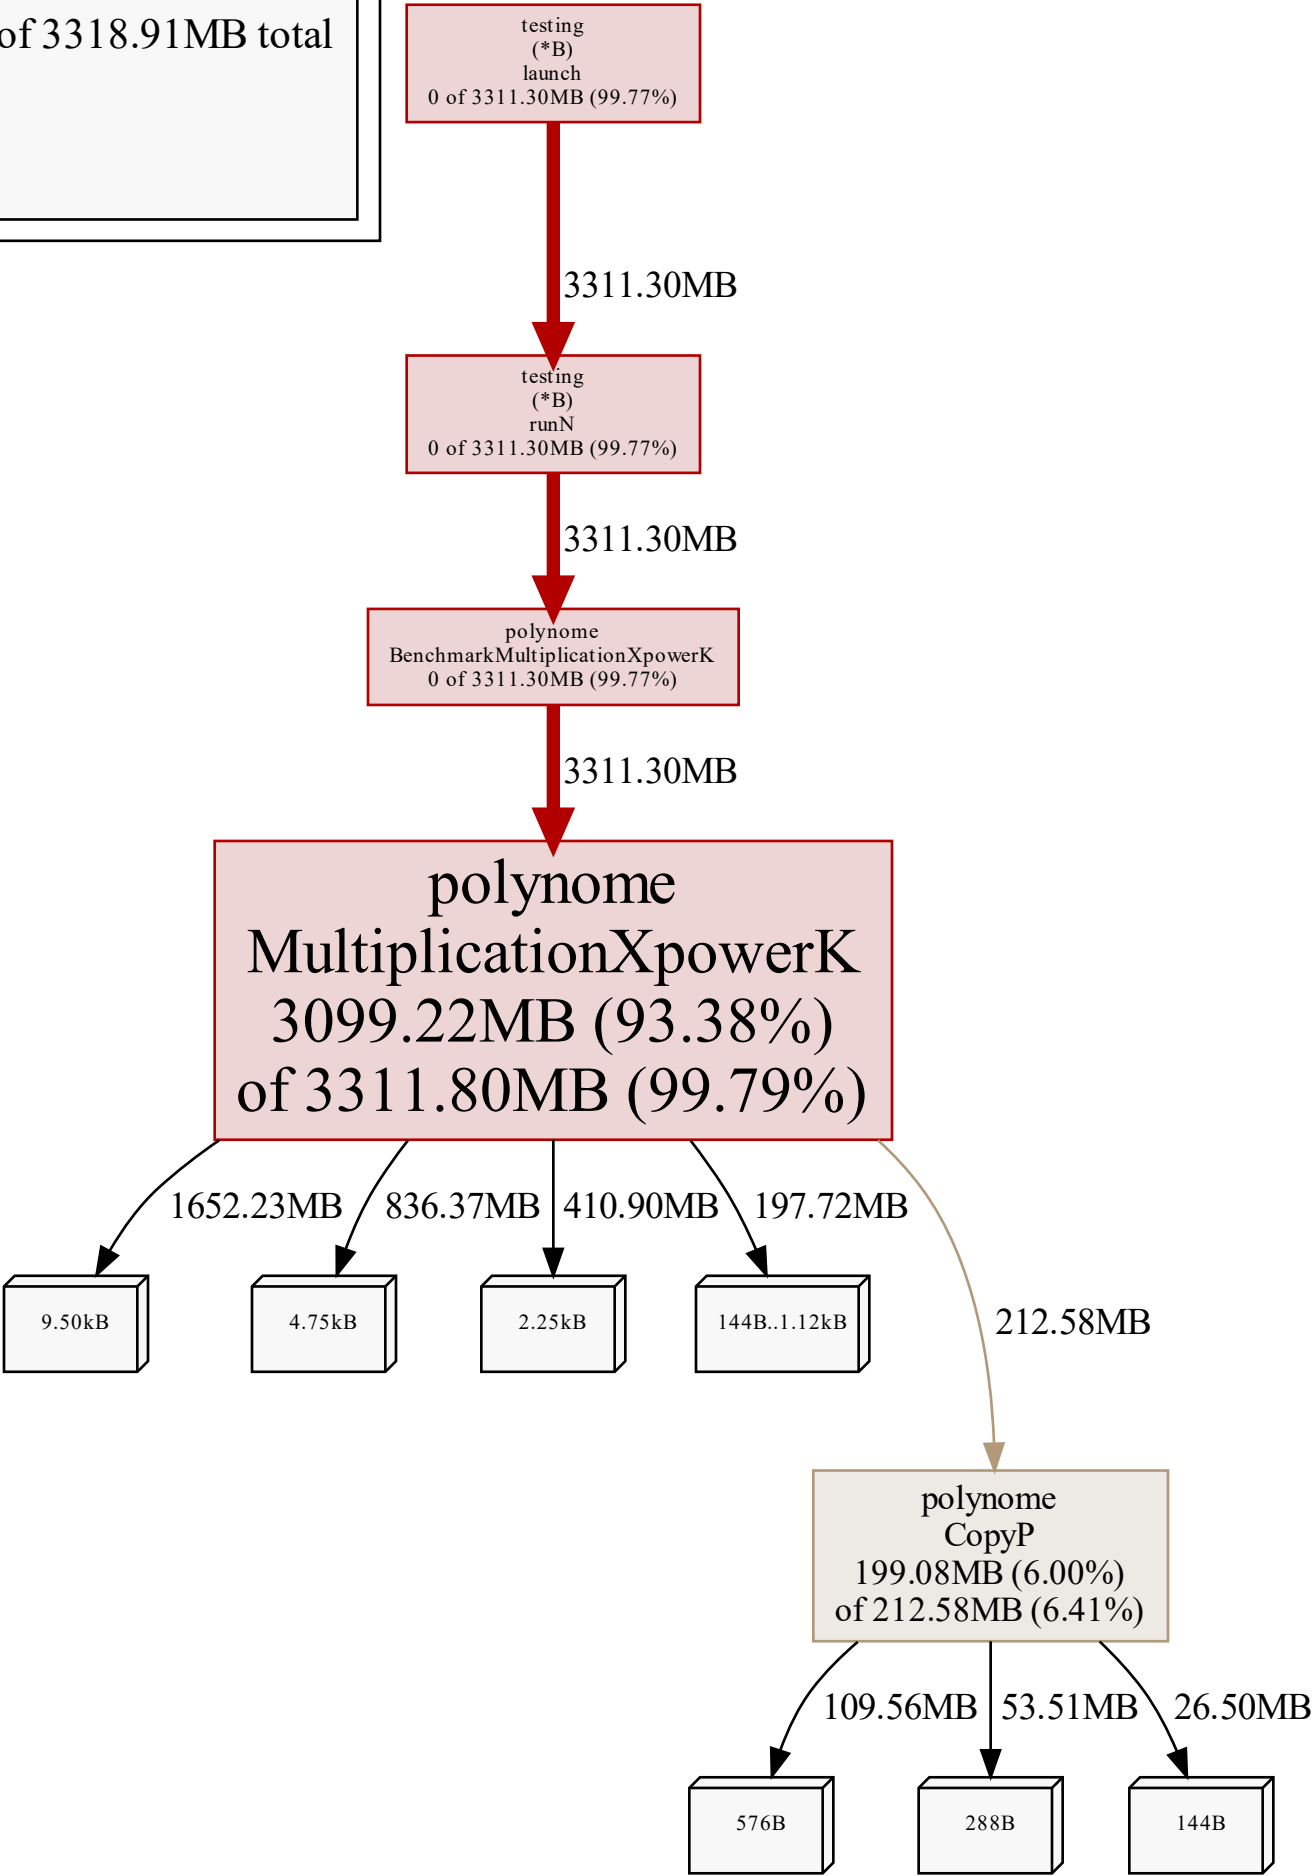 of 3318.91MB total
testing
(*B)
launch
0 of 3311.30MB (99.77%)
3311.30MB
testing
(*B)
runN
0 of 3311.30MB (99.77%)
3311.30MB
polynome
BenchmarkMultiplicationXpowerK
0 of 3311.30MB (99.77%)
3311.30MB
polynome
MultiplicationXpowerK
3099.22MB (93.38%)
of 3311.80MB (99.79%)
1652.23MB
836.37MB
410.90MB
197.72MB
9.50kB
4.75kB
2.25kB
144B..1.12kB
212.58MB
polynome
CopyP
199.08MB (6.00%)
of 212.58MB (6.41%)
109.56MB
53.51MB
26.50MB
576B
288B
144B